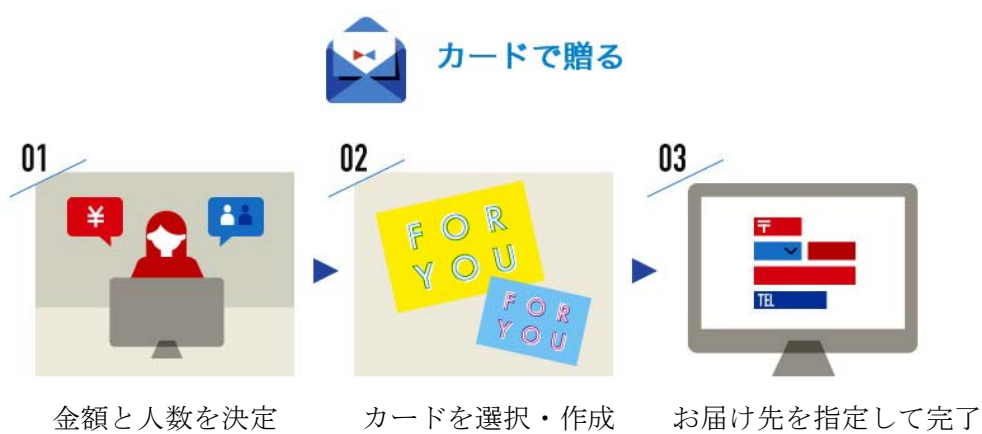 カードで贈る
01
02
03
¥
FOR
YOU
FOR
YOU
〒
TEL
金額と人数を決定
カードを選択・作成
お届け先を指定して完了